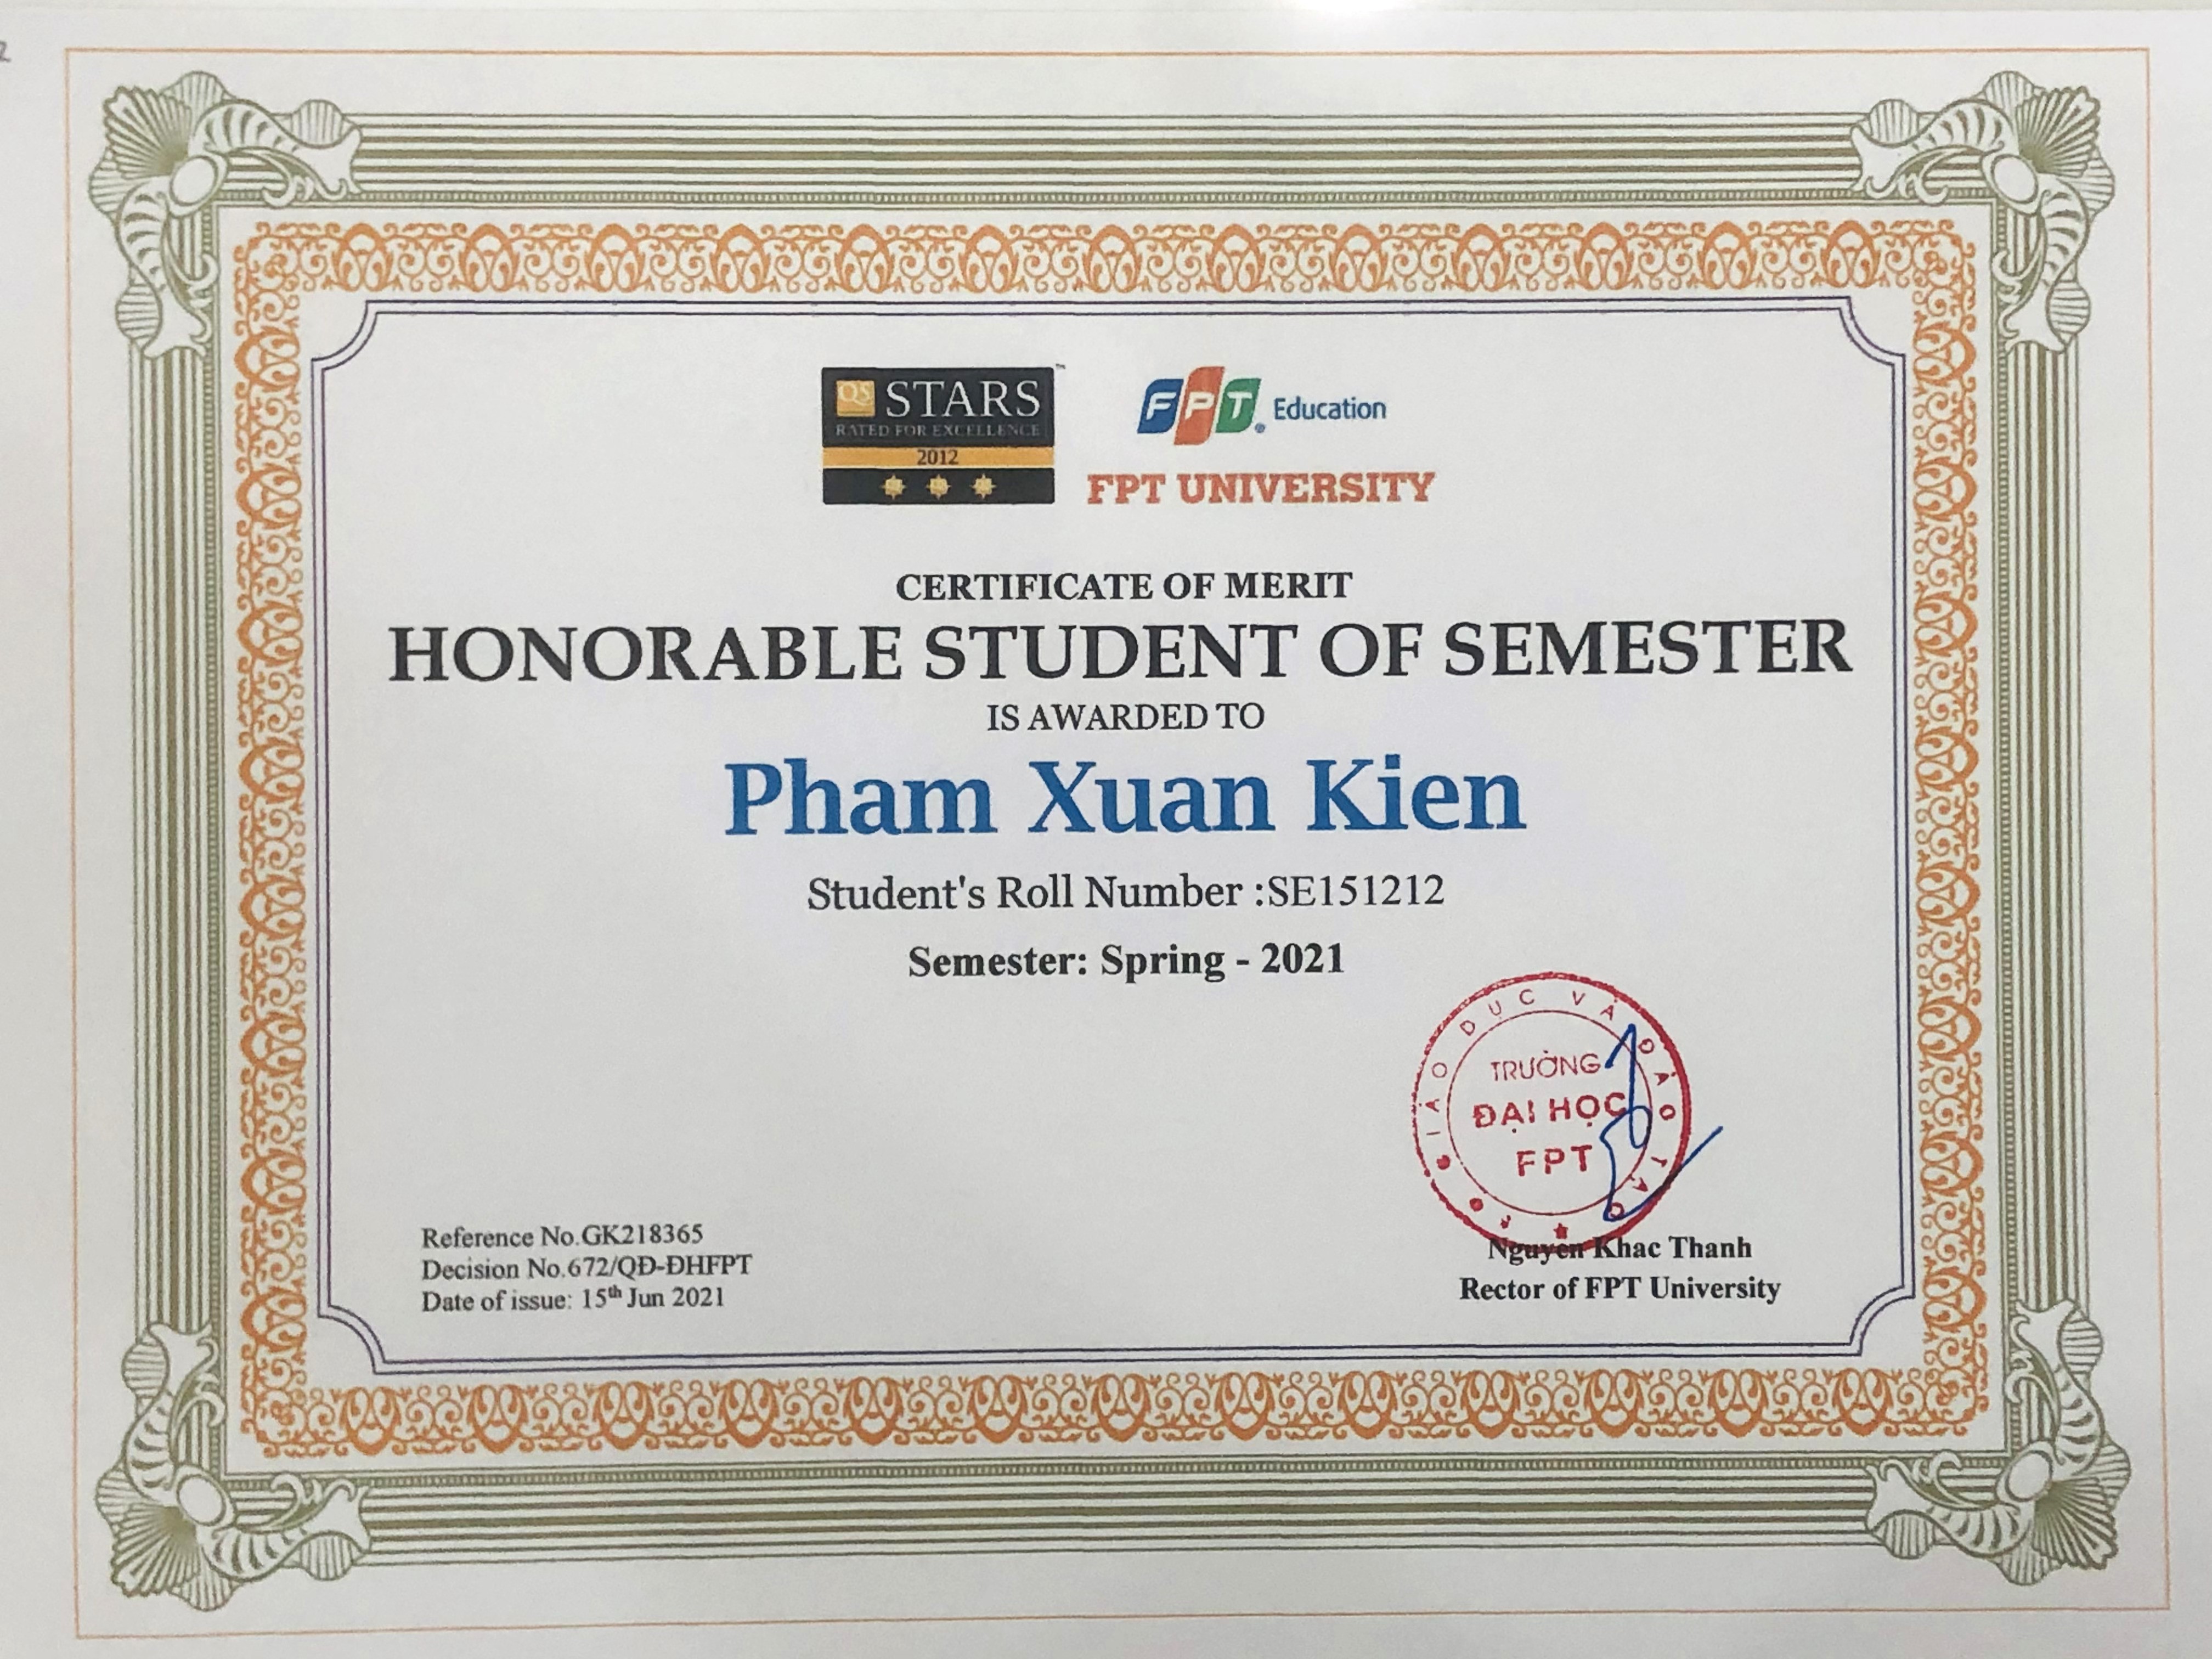 QS STARS™
RATED FOR EXCELLENCE
2012
FPT Education
FPT UNIVERSITY
CERTIFICATE OF MERIT
HONORABLE STUDENT OF SEMESTER
IS AWARDED TO
Pham Xuan Kien
Student's Roll Number :SE151212
Semester: Spring - 2021
GIÁO DỤC VÀ ĐÀO TẠO
TRƯỜNG
ĐẠI HỌC
FPT
Reference No.GK218365
Decision No.672/QĐ-ĐHFPT
Date of issue: 15th Jun 2021
Nguyen Khac Thanh
Rector of FPT University